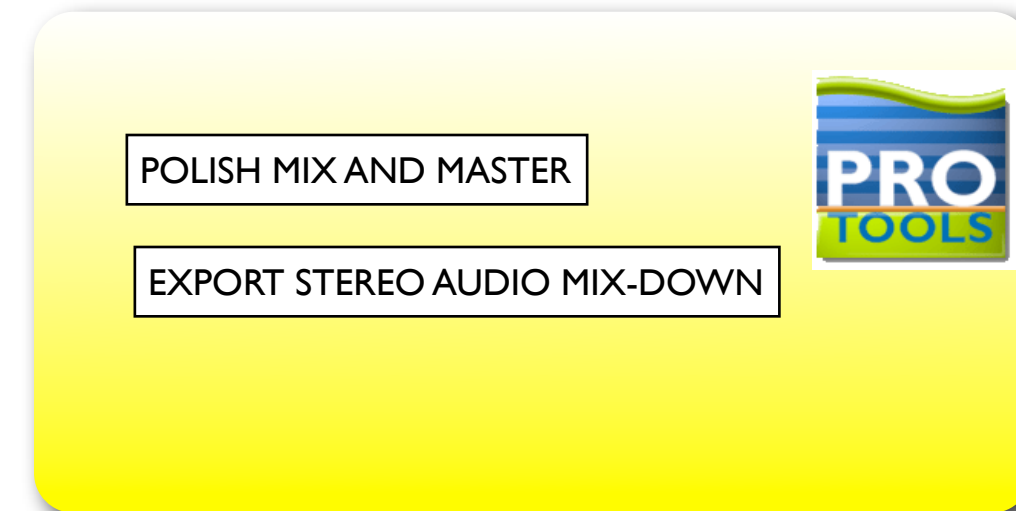 POLISH MIX AND MASTER
PRO
TOOLS
EXPORT STEREO AUDIO MIX-DOWN